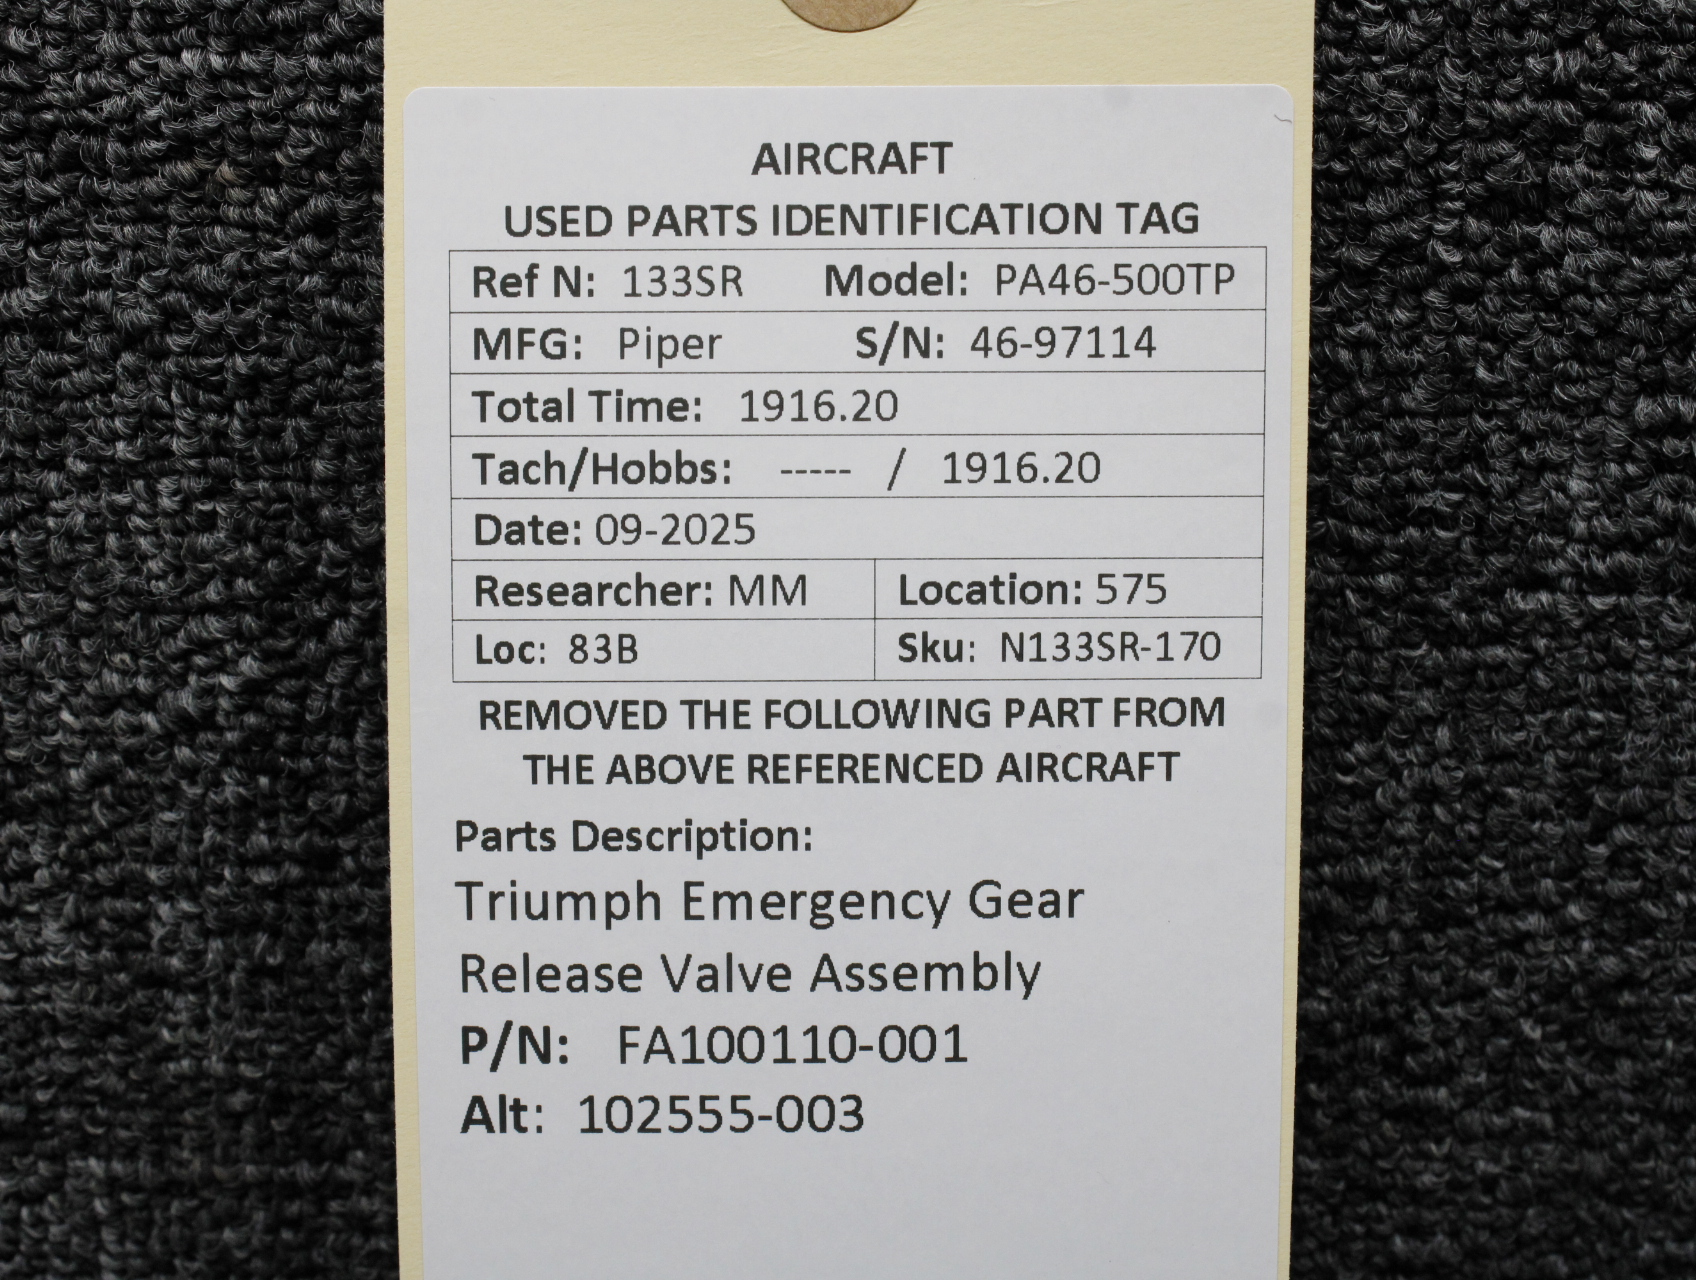 AIRCRAFT
USED PARTS IDENTIFICATION TAG
Ref N: 133SR Model: PA46-500TP
MFG: Piper S/N: 46-97114
Total Time: 1916.20
Tach/Hobbs: ----- / 1916.20
Date: 09-2025
Researcher: MM Location: 575
Loc: 83B Sku: N133SR-170
REMOVED THE FOLLOWING PART FROM
THE ABOVE REFERENCED AIRCRAFT
Parts Description:
Triumph Emergency Gear
Release Valve Assembly
P/N: FA100110-001
Alt: 102555-003